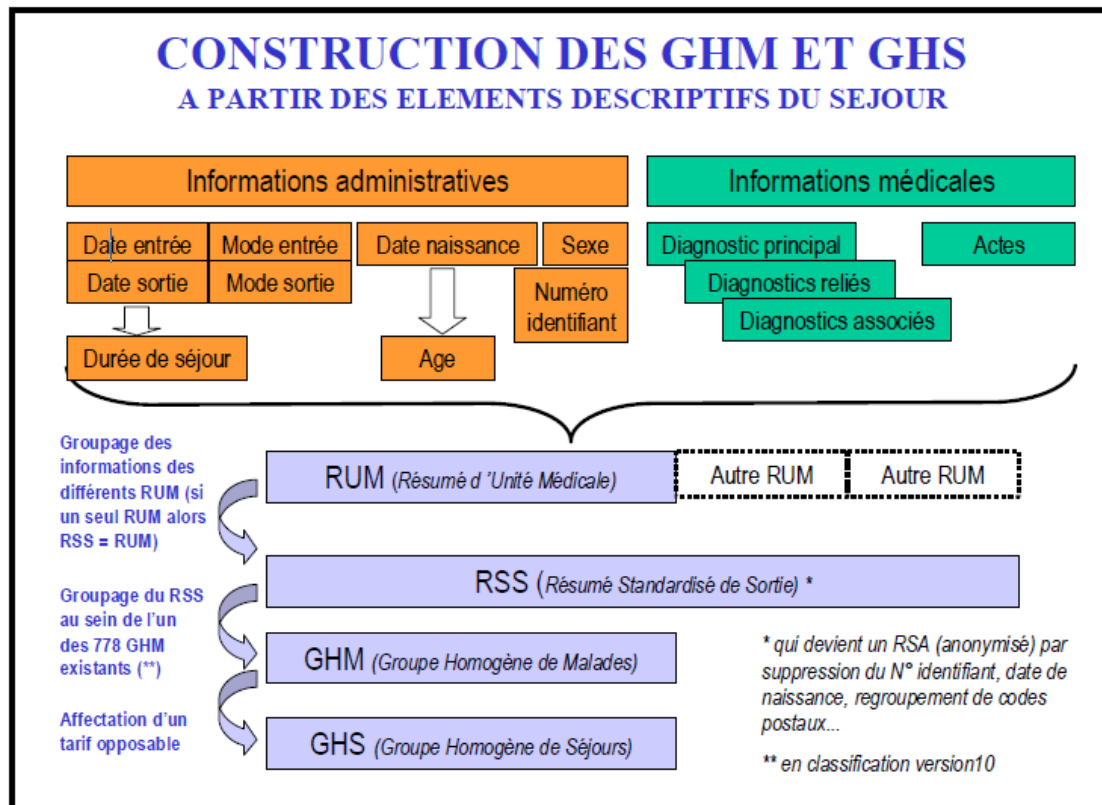 CONSTRUCTION DES GHM ET GHS
A PARTIR DES ELEMENTS DESCRIPTIFS DU SEJOUR
Informations administratives
Informations médicales
Date entrée
Mode entrée
Date naissance
Sexe
Diagnostic principal
Actes
Date sortie
Mode sortie
Numéro
identifiant
Diagnostics reliés
Diagnostics associés
Durée de séjour
Age
Groupage des
informations des
différents RUM (si
un seul RUM alors
RSS = RUM)
RUM (Résumé d 'Unité Médicale)
Autre RUM
Autre RUM
RSS (Résumé Standardisé de Sortie) *
Groupage du RSS
au sein de l'un
des 778 GHM
existants (**)
GHM (Groupe Homogène de Malades)
Affectation d'un
tarif opposable
GHS (Groupe Homogène de Séjours)
* qui devient un RSA (anonymisé) par
suppression du N° identifiant, date de
naissance, regroupement de codes
postaux...
** en classification version10